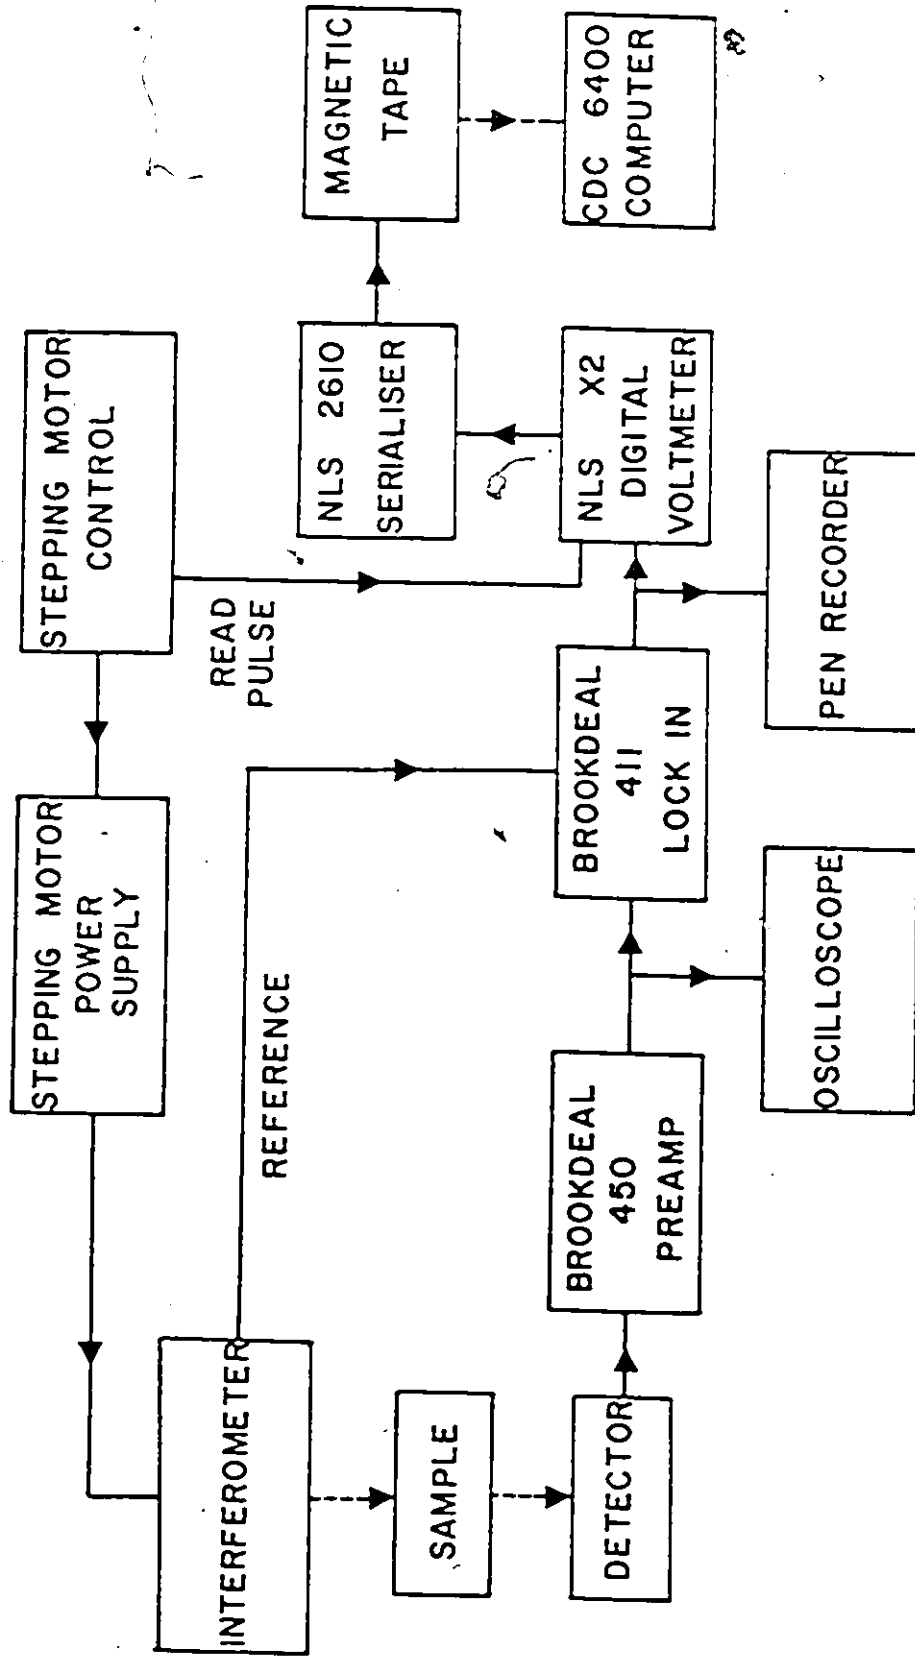 STEPPING MOTOR
POWER
SUPPLY
STEPPING MOTOR
CONTROL
INTERFEROMETER
REFERENCE
READ
PULSE
NLS 2610
SERIALISER
MAGNETIC
TAPE
SAMPLE
DETECTOR
BROOKDEAL
450
PREAMP
BROOKDEAL
411
LOCK IN
NLS X2
DIGITAL
VOLTMETER
CDC 6400
COMPUTER
OSCILLOSCOPE
PEN RECORDER